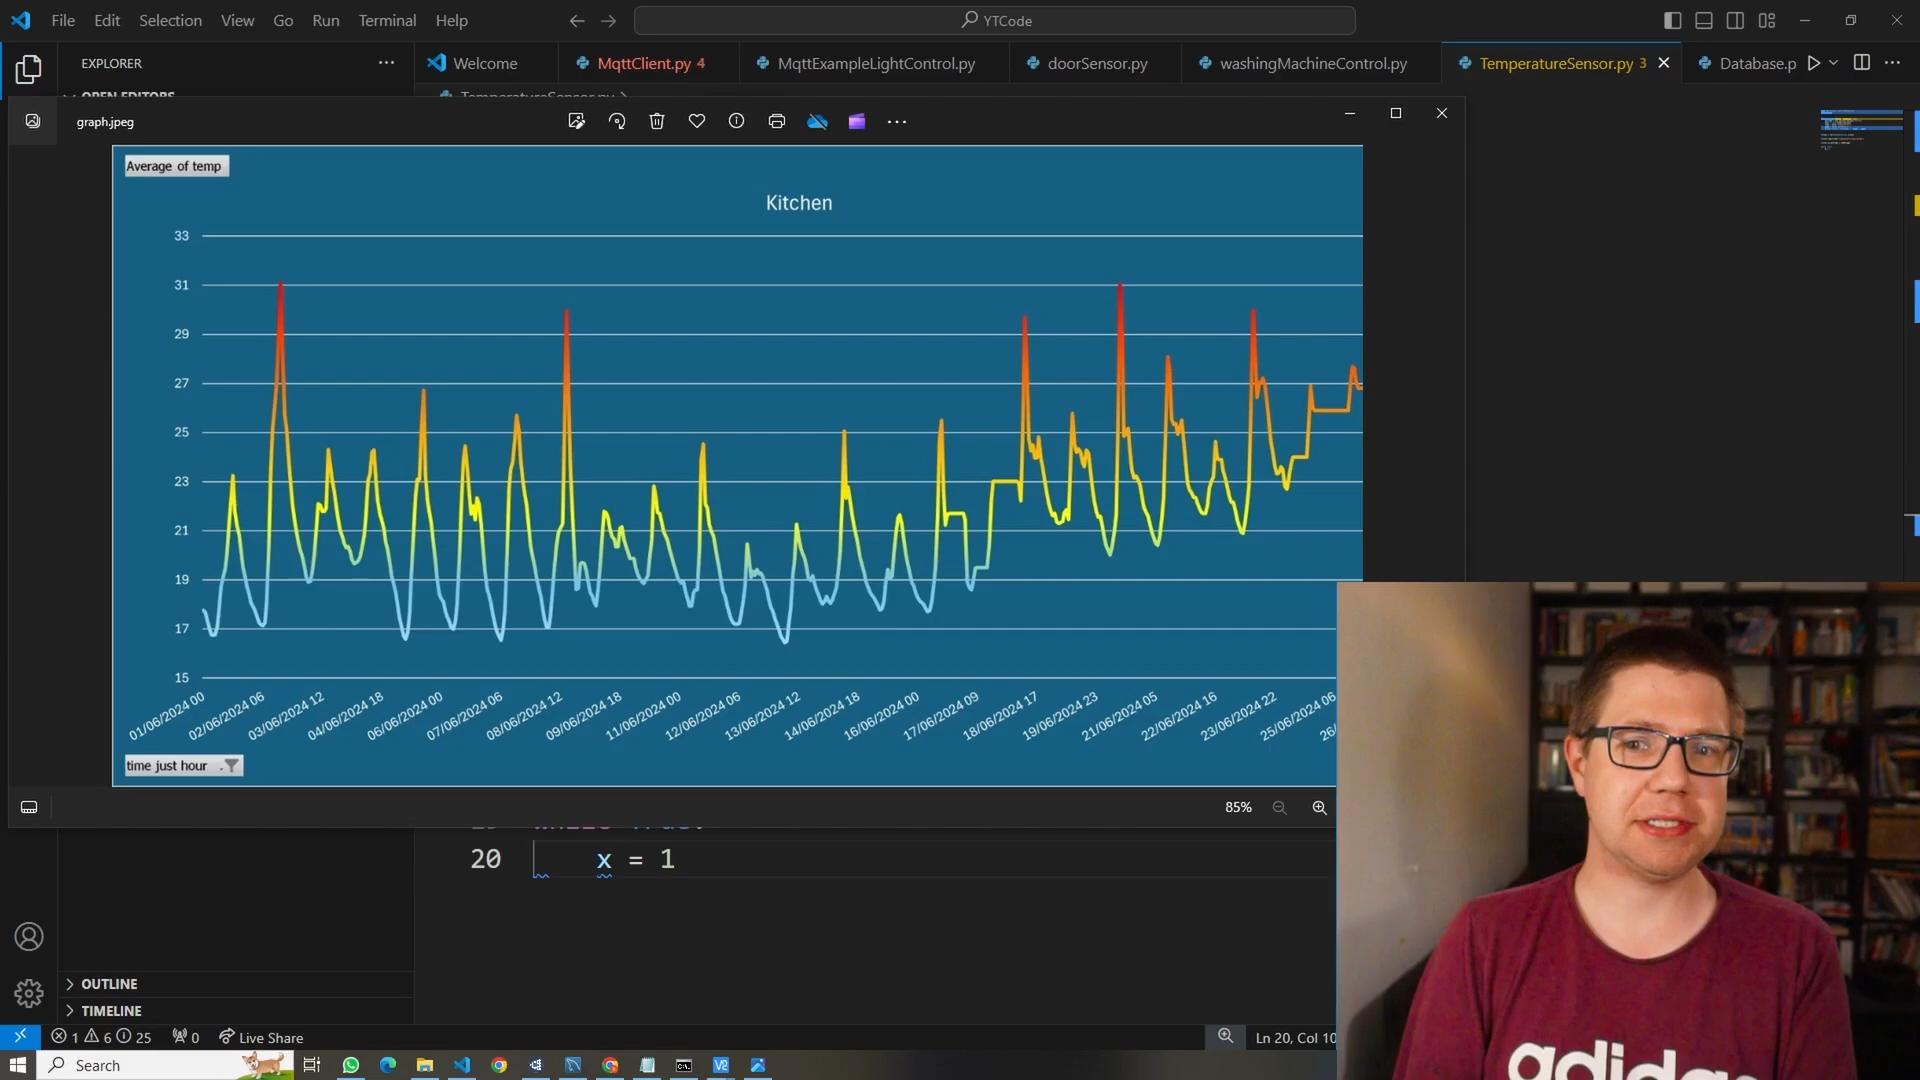 File Edit Selection View Go Run Terminal Help
YTCode
EXPLORER
Welcome
MqttClient.py 4
MqttExampleLightControl.py
doorSensor.py
washingMachineControl.py
TemperatureSensor.py 3
Database.p
OPEN EDITORS
TemperatureSensor.py
graph.jpeg
Average of temp
Kitchen
33
31
29
27
25
23
21
19
17
15
01/06/2024 00
02/06/2024 06
03/06/2024 12
04/06/2024 18
06/06/2024 00
07/06/2024 06
08/06/2024 12
09/06/2024 18
11/06/2024 00
12/06/2024 06
13/06/2024 12
14/06/2024 18
16/06/2024 00
17/06/2024 09
18/06/2024 17
19/06/2024 23
21/06/2024 05
22/06/2024 16
23/06/2024 22
25/06/2024 06
26/
time just hour
85%
20 x = 1
OUTLINE
TIMELINE
1 6 25 0 Live Share
Ln 20, Col 10
Search
adidas